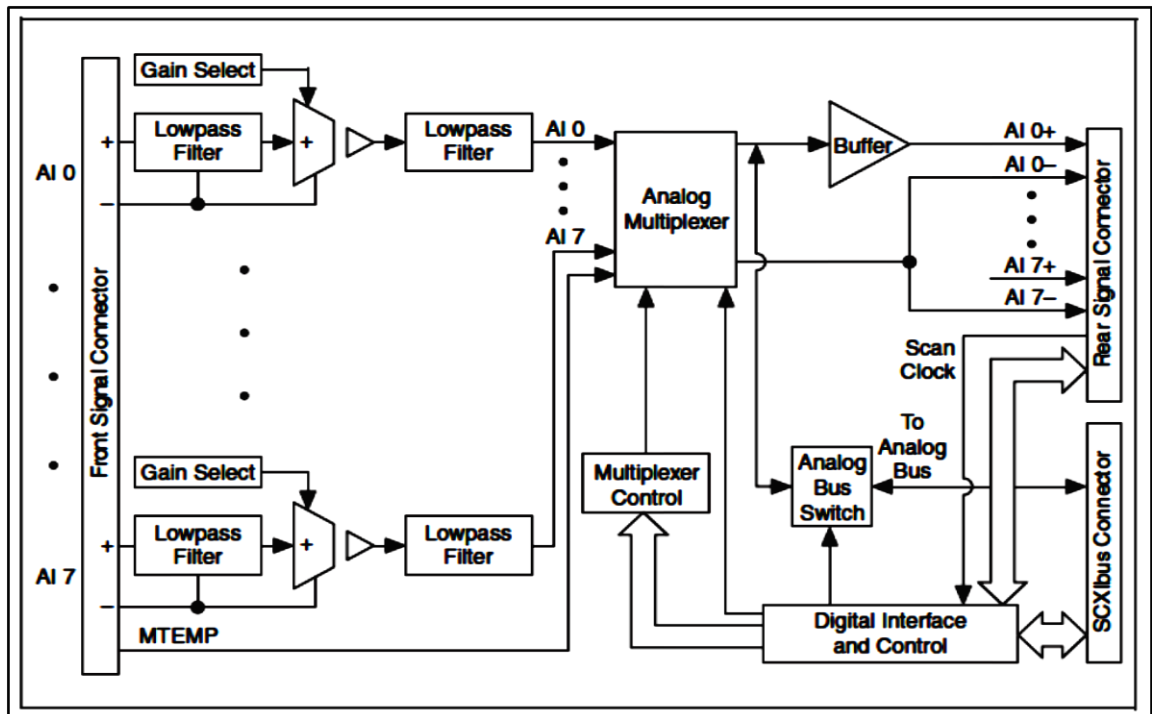 Gain Select
+
Lowpass
Filter
+
Lowpass
Filter
AI 0
AI 0
–
Analog
Multiplexer
Buffer
AI 0+
AI 0–
AI 7
AI 7+
AI 7–
Front Signal Connector
Rear Signal Connector
Scan
Clock
To
Analog
Bus
Gain Select
Multiplexer
Control
Analog
Bus
Switch
SCXIbus Connector
+
Lowpass
Filter
+
Lowpass
Filter
AI 7
–
MTEMP
Digital Interface
and Control